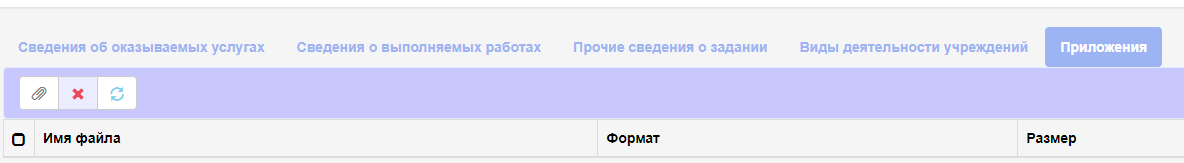 Сведения об оказываемых услугах Сведения о выполняемых работах Прочие сведения о задании Виды деятельности учреждений Приложения
Имя файла Формат Размер